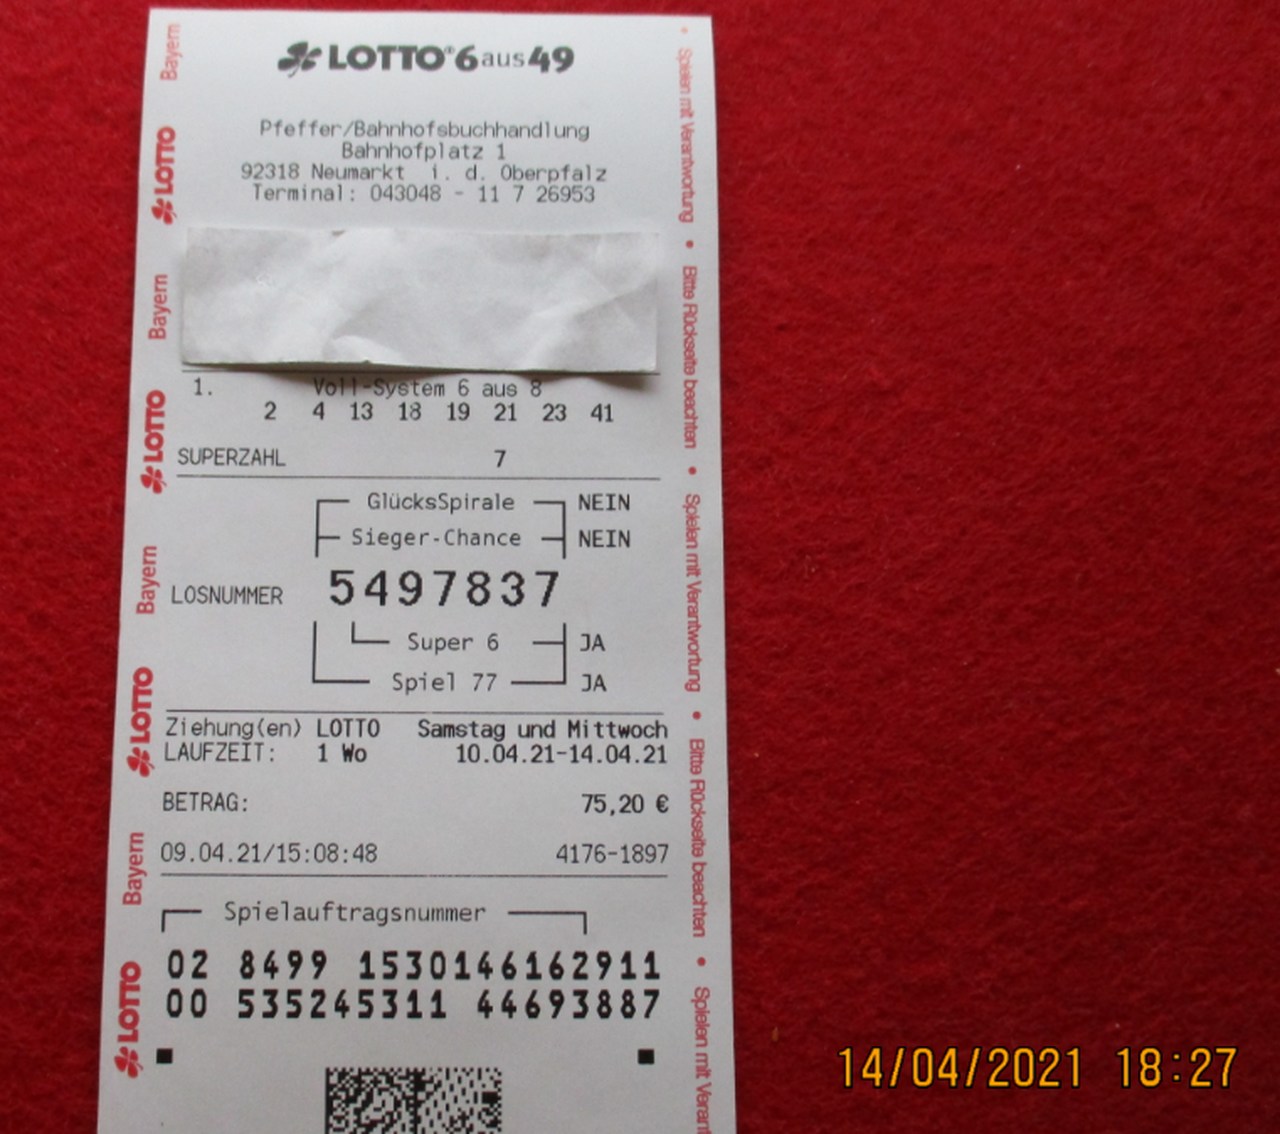 LOTTO® 6aus49
Pfeffer/Bahnhofsbuchhandlung
Bahnhofplatz 1
92318 Neumarkt i. d. Oberpfalz
Terminal: 043048 - 11 7 26953
1. Voll-System 6 aus 8
2 4 13 18 19 21 23 41
SUPERZAHL 7
GlücksSpirale NEIN
Sieger-Chance NEIN
LOSNUMMER 5497837
Super 6 JA
Spiel 77 JA
Ziehung(en) LOTTO Samstag und Mittwoch
LAUFZEIT: 1 Wo 10.04.21-14.04.21
BETRAG: 75,20 €
09.04.21/15:08:48 4176-1897
Spielauftragsnummer
02 8499 1530146162911
00 535245311 44693887
Bayern LOTTO Bayern LOTTO Bayern LOTTO Bayern LOTTO
• Spielen mit Verantwortung • Bitte Rückseite beachten • Spielen mit Verantwortung • Bitte Rückseite beachten • Spielen mit Verant
14/04/2021 18:27